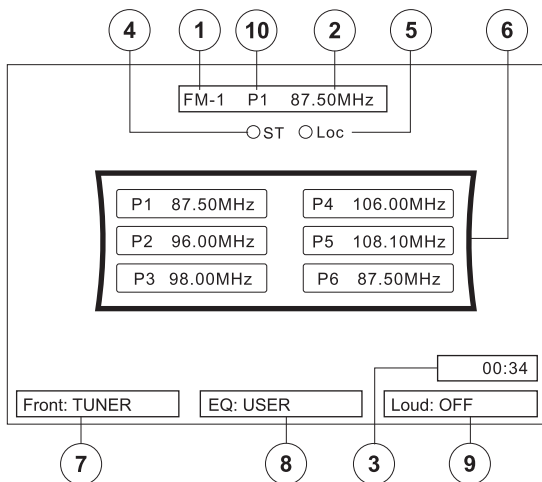 4 1 10 2 5 6
FM-1 P1 87.50MHz
ST Loc
P1 87.50MHz P4 106.00MHz
P2 96.00MHz P5 108.10MHz
P3 98.00MHz P6 87.50MHz
00:34
Front: TUNER EQ: USER Loud: OFF
7 8 3 9